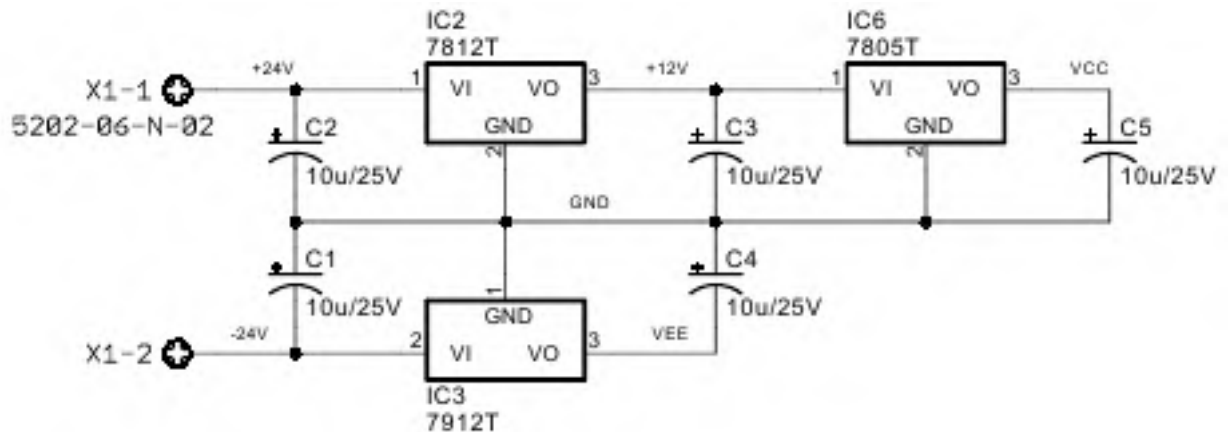 IC2
7812T
IC6
7805T
X1-1
5202-06-N-02
+24V
1
VI
VO
GND
2
3
+12V
1
VI
VO
GND
2
3
VCC
+
C2
10u/25V
+
C3
10u/25V
+
C5
10u/25V
GND
+
C1
10u/25V
+
C4
10u/25V
X1-2
-24V
2
1
GND
VI
VO
3
VEE
IC3
7912T